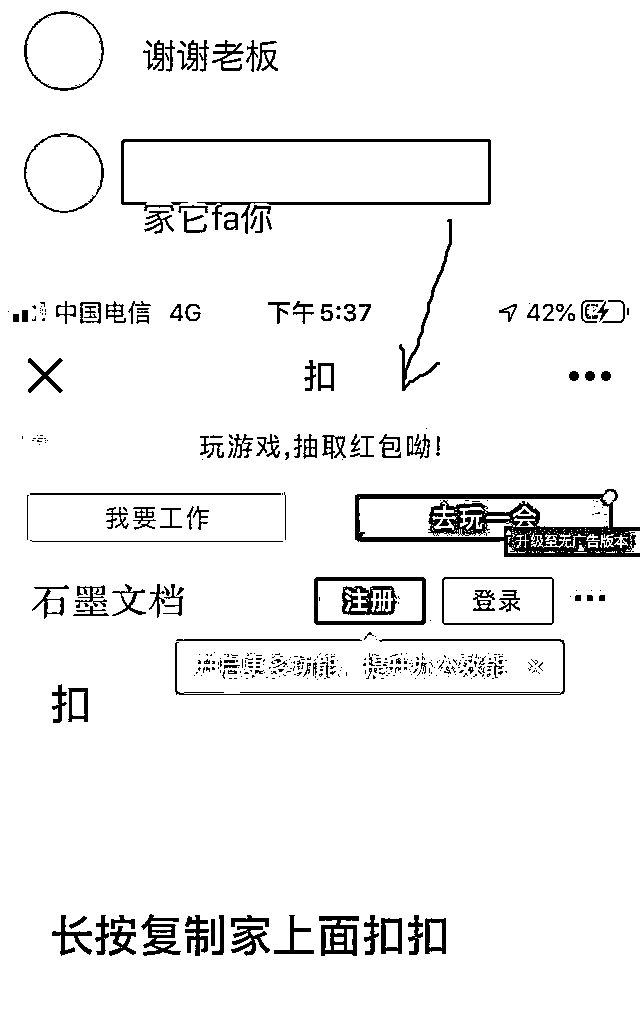 谢谢老板
家它fa你
中国电信 4G 下午5:37 42%
扣
玩游戏,抽取红包呦!
我要工作 去玩一会
升级至无广告版本
石墨文档 注册 登录
开启更多功能，提升办公效能
扣
长按复制家上面扣扣